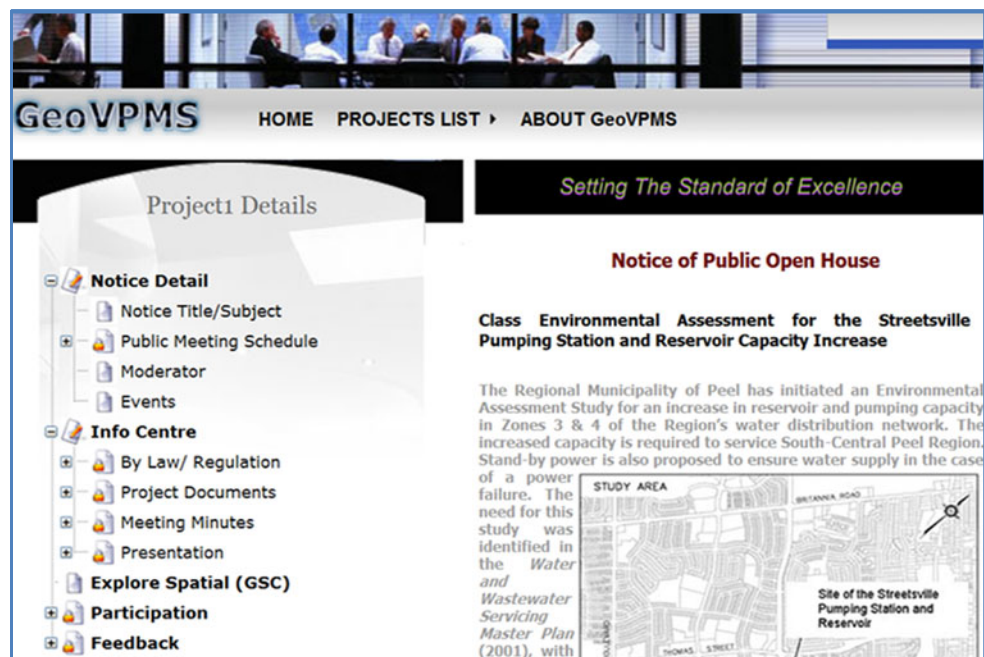 GeoVPMS
HOME PROJECTS LIST ABOUT GeoVPMS
Project1 Details
Notice Detail
Notice Title/Subject
Public Meeting Schedule
Moderator
Events
Info Centre
By Law/ Regulation
Project Documents
Meeting Minutes
Presentation
Explore Spatial (GSC)
Participation
Feedback
Setting The Standard of Excellence
Notice of Public Open House
Class Environmental Assessment for the Streetsville
Pumping Station and Reservoir Capacity Increase
The Regional Municipality of Peel has initiated an Environmental
Assessment Study for an increase in reservoir and pumping capacity
in Zones 3 & 4 of the Region's water distribution network. The
increased capacity is required to service South-Central Peel Region.
Stand-by power is also proposed to ensure water supply in the case
of a power
failure. The
need for this
study was
identified in
the Water
and
Wastewater
Servicing
Master Plan
(2001), with
STUDY AREA
BRITANNIA ROAD
Site of the Streetsville
Pumping Station and
Reservoir
THOMAS STREET